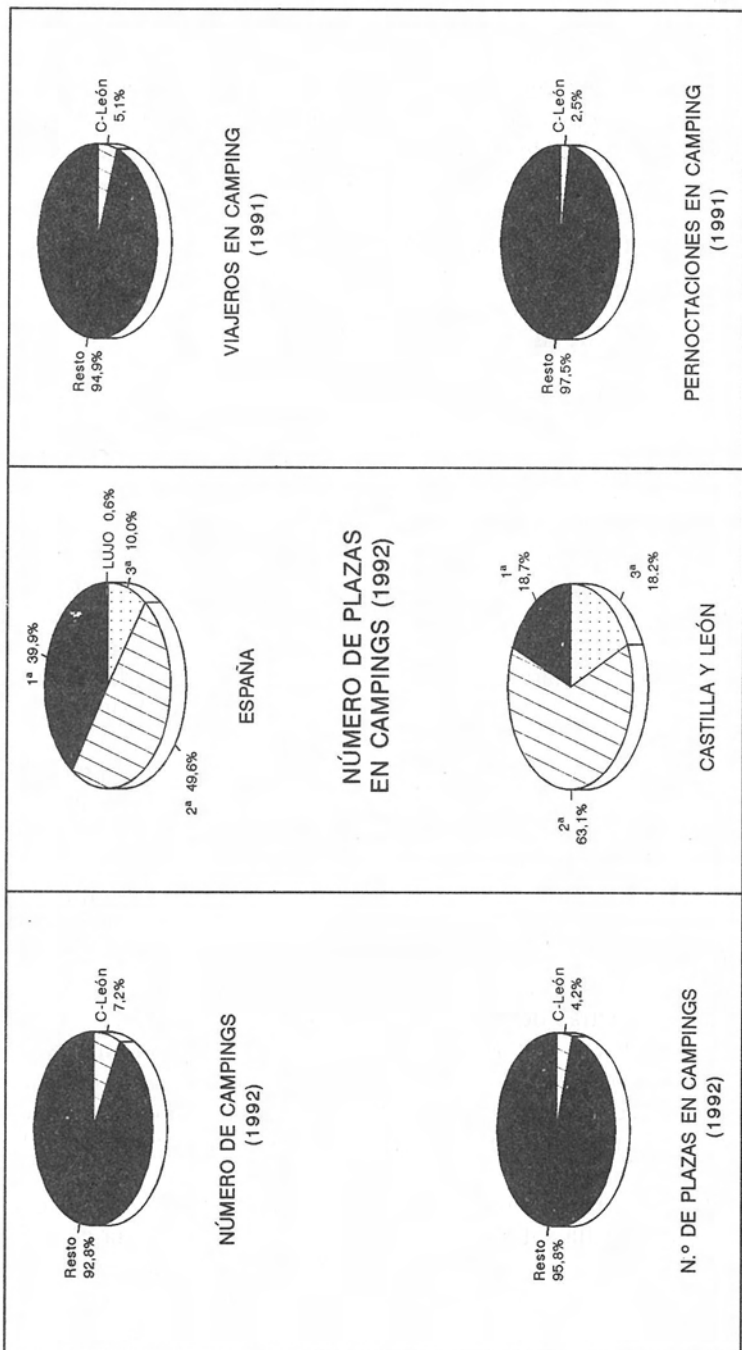 Resto
92,8%
C-León
7,2%
NÚMERO DE CAMPINGS
(1992)
Resto
95,8%
C-León
4,2%
N.º DE PLAZAS EN CAMPINGS
(1992)
1ª 39,9%
LUJO 0,6%
3ª 10,0%
2ª 49,6%
ESPAÑA
NÚMERO DE PLAZAS
EN CAMPINGS (1992)
1ª
18,7%
2ª
63,1%
3ª
18,2%
CASTILLA Y LEÓN
Resto
94,9%
C-León
5,1%
VIAJEROS EN CAMPING
(1991)
Resto
97,5%
C-León
2,5%
PERNOCTACIONES EN CAMPING
(1991)